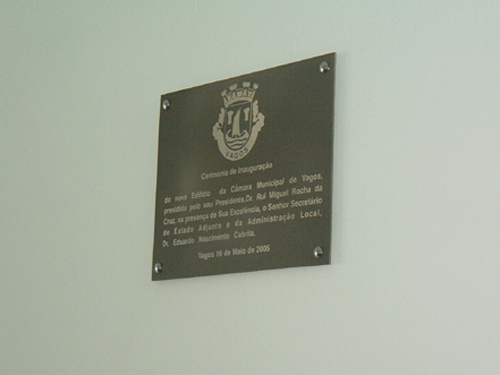 VAGOS
Cerimonia de Inauguração
do novo Edifício da Câmara Municipal de Vagos,
presidida pelo seu Presidente,Dr. Rui Miguel Rocha da
Cruz, na presença de Sua Excelência, o Senhor Secretário
de Estado Adjunto e da Administração Local,
Dr. Eduardo Nascimento Cabrita.
Vagos 16 de Maio de 2005